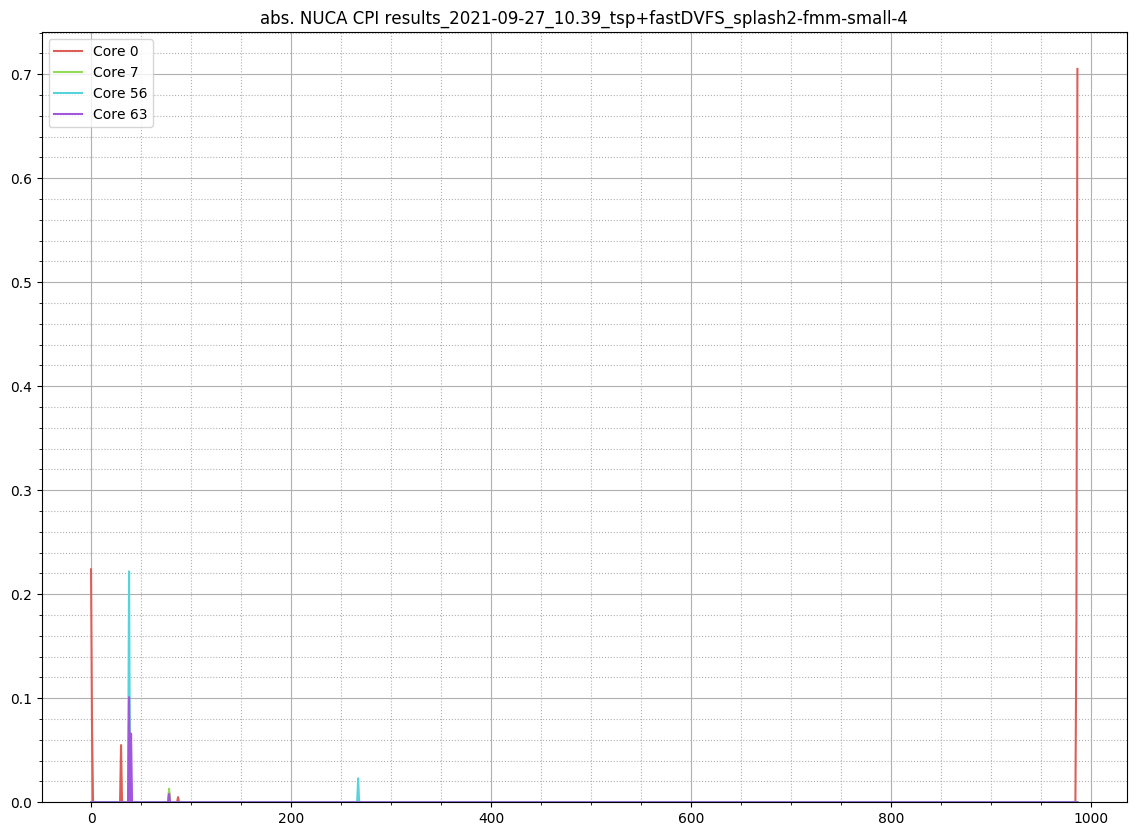 abs. NUCA CPI results_2021-09-27_10.39_tsp+fastDVFS_splash2-fmm-small-4
Core 0
Core 7
Core 56
Core 63
0.7
0.6
0.5
0.4
0.3
0.2
0.1
0.0
0 200 400 600 800 1000